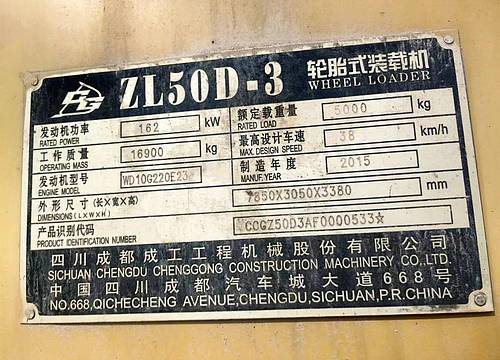 ZL50D-3 轮胎式装载机
WHEEL LOADER
发动机功率 162 kW 额定载重量 5000 kg
RATED POWER RATED LOAD
工作质量 16900 kg 最高设计车速 38 km/h
OPERATING MASS MAX. DESIGN SPEED
发动机型号 WD10G220E23 制造年度 2015
ENGINE MODEL MANUF. YEAR
外形尺寸(长×宽×高) 7850X3050X3380 mm
DIMENSIONS (L×W×H)
产品识别代码 COGZ50D3AF0000533☆
PRODUCT IDENTIFICATION NUMBER
四川成都成工工程机械股份有限公司
SICHUAN CHENGDU CHENGGONG CONSTRUCTION MACHINERY CO.,LTD.
中国四川成都汽车城大道668号
NO.668,QICHECHENG AVENUE,CHENGDU,SICHUAN,P.R.CHINA